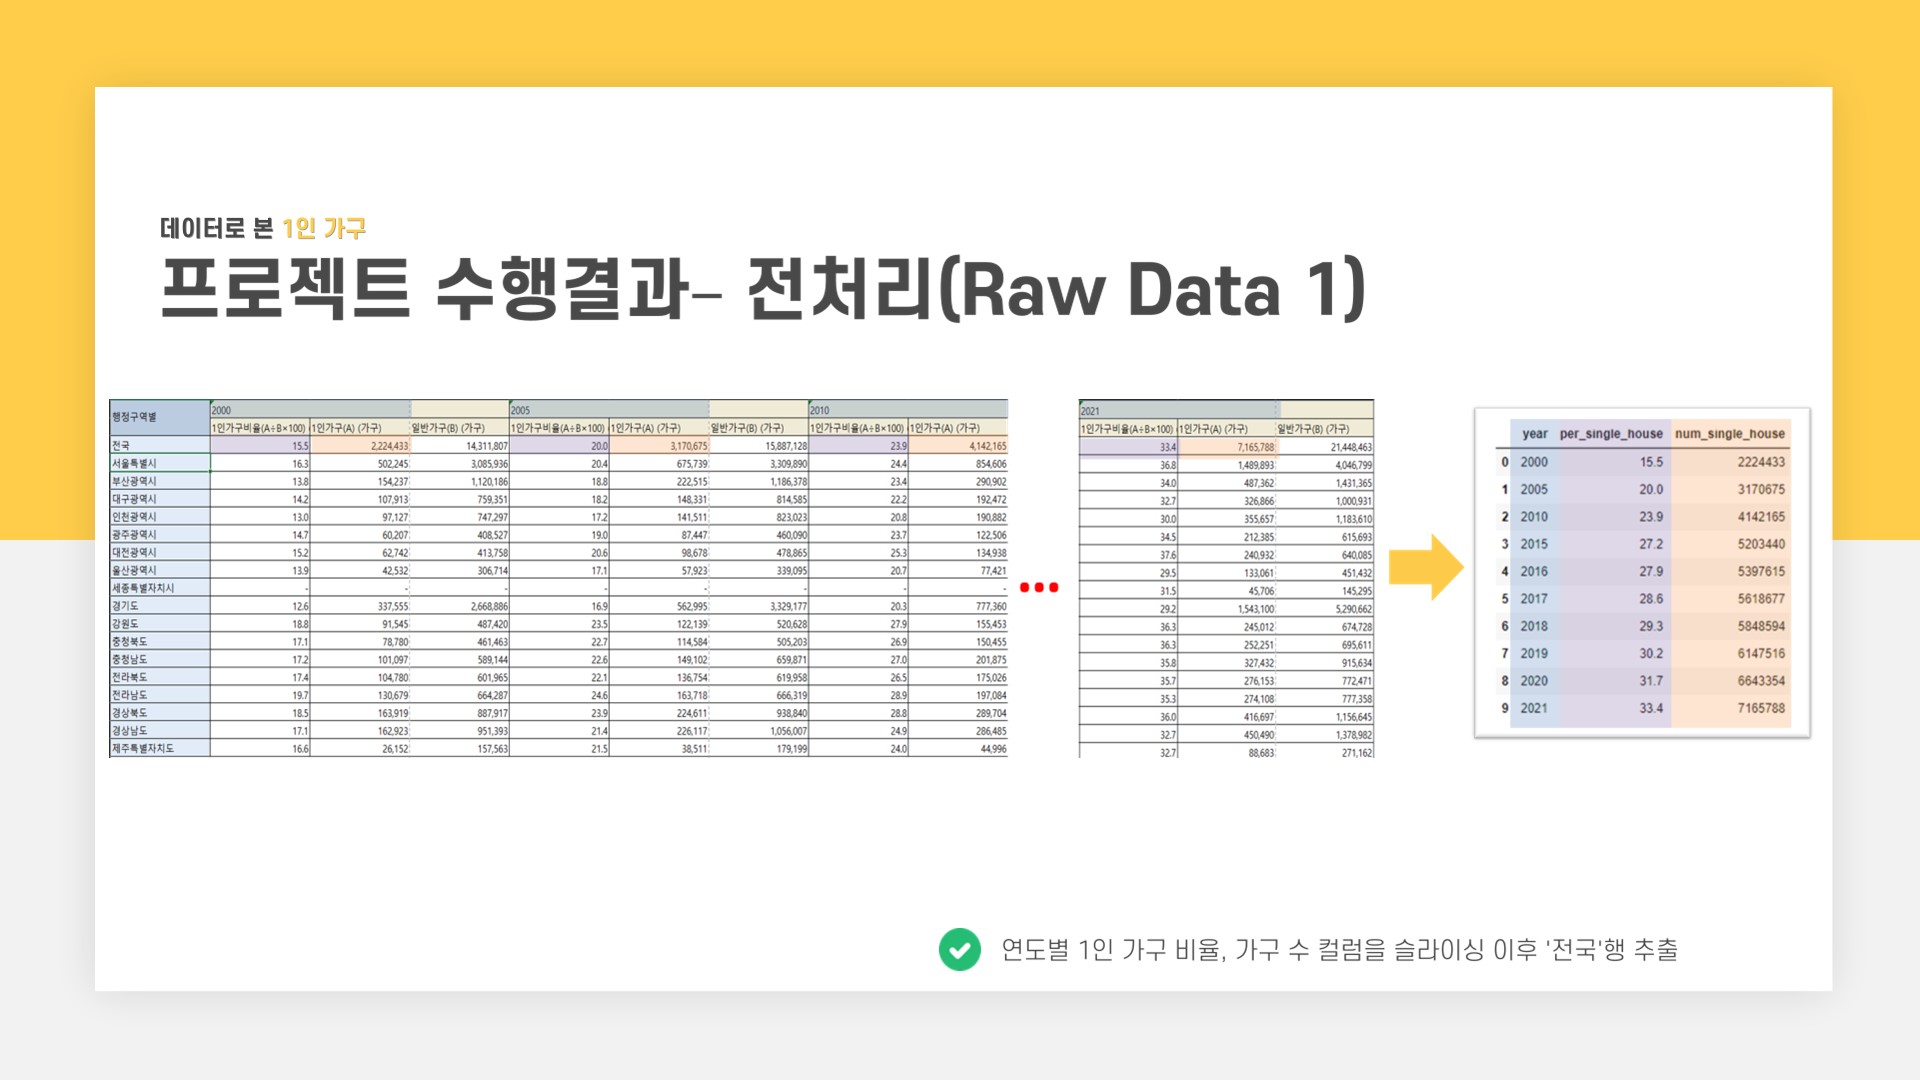 데이터로 본 1인 가구
프로젝트 수행결과– 전처리(Raw Data 1)
행정구역별 2000 2005 2010
1인가구비율(A÷B×100) 1인가구(A) (가구) 일반가구(B) (가구) 1인가구비율(A÷B×100) 1인가구(A) (가구) 일반가구(B) (가구) 1인가구비율(A÷B×100) 1인가구(A) (가구)
전국 15.5 2,224,433 14,311,807 20.0 3,170,675 15,887,128 23.9 4,142,165
서울특별시 16.3 502,245 3,085,936 20.4 675,739 3,309,890 24.4 854,606
부산광역시 13.8 154,237 1,120,186 18.8 222,515 1,186,378 23.4 290,902
대구광역시 14.2 107,913 759,351 18.2 148,331 814,585 22.2 192,472
인천광역시 13.0 97,127 747,297 17.2 141,511 823,023 20.8 190,882
광주광역시 14.7 60,207 408,527 19.0 87,447 460,090 23.7 122,506
대전광역시 15.2 62,742 413,758 20.6 98,678 478,865 25.3 134,938
울산광역시 13.9 42,532 306,714 17.1 57,923 339,095 20.7 77,421
세종특별자치시 - - - - - - - -
경기도 12.6 337,555 2,668,886 16.9 562,995 3,329,177 20.3 777,360
강원도 18.8 91,545 487,420 23.5 122,139 520,628 27.9 155,453
충청북도 17.1 78,780 461,463 22.7 114,584 505,203 26.9 150,455
충청남도 17.2 101,097 589,144 22.6 149,102 659,871 27.0 201,875
전라북도 17.4 104,780 601,965 22.1 136,754 619,958 26.5 175,026
전라남도 19.7 130,679 664,287 24.6 163,718 666,319 28.9 197,084
경상북도 18.5 163,919 887,917 23.9 224,611 938,840 28.8 289,704
경상남도 17.1 162,923 951,393 21.4 226,117 1,056,007 24.9 286,485
제주특별자치도 16.6 26,152 157,563 21.5 38,511 179,199 24.0 44,996
...
2021
1인가구비율(A÷B×100) 1인가구(A) (가구) 일반가구(B) (가구)
33.4 7,165,788 21,448,463
36.8 1,489,893 4,046,799
34.0 487,362 1,431,365
32.7 326,866 1,000,931
30.0 355,657 1,183,610
34.5 212,385 615,693
37.6 240,932 640,085
29.5 133,061 451,432
31.5 45,706 145,295
29.2 1,543,100 5,290,662
36.3 245,012 674,728
36.3 252,251 695,611
35.8 327,432 915,634
35.7 276,153 772,471
35.3 274,108 777,358
36.0 416,697 1,156,645
32.7 450,490 1,378,982
32.7 88,683 271,162
year per_single_house num_single_house
0 2000 15.5 2224433
1 2005 20.0 3170675
2 2010 23.9 4142165
3 2015 27.2 5203440
4 2016 27.9 5397615
5 2017 28.6 5618677
6 2018 29.3 5848594
7 2019 30.2 6147516
8 2020 31.7 6643354
9 2021 33.4 7165788
연도별 1인 가구 비율, 가구 수 컬럼을 슬라이싱 이후 '전국'행 추출